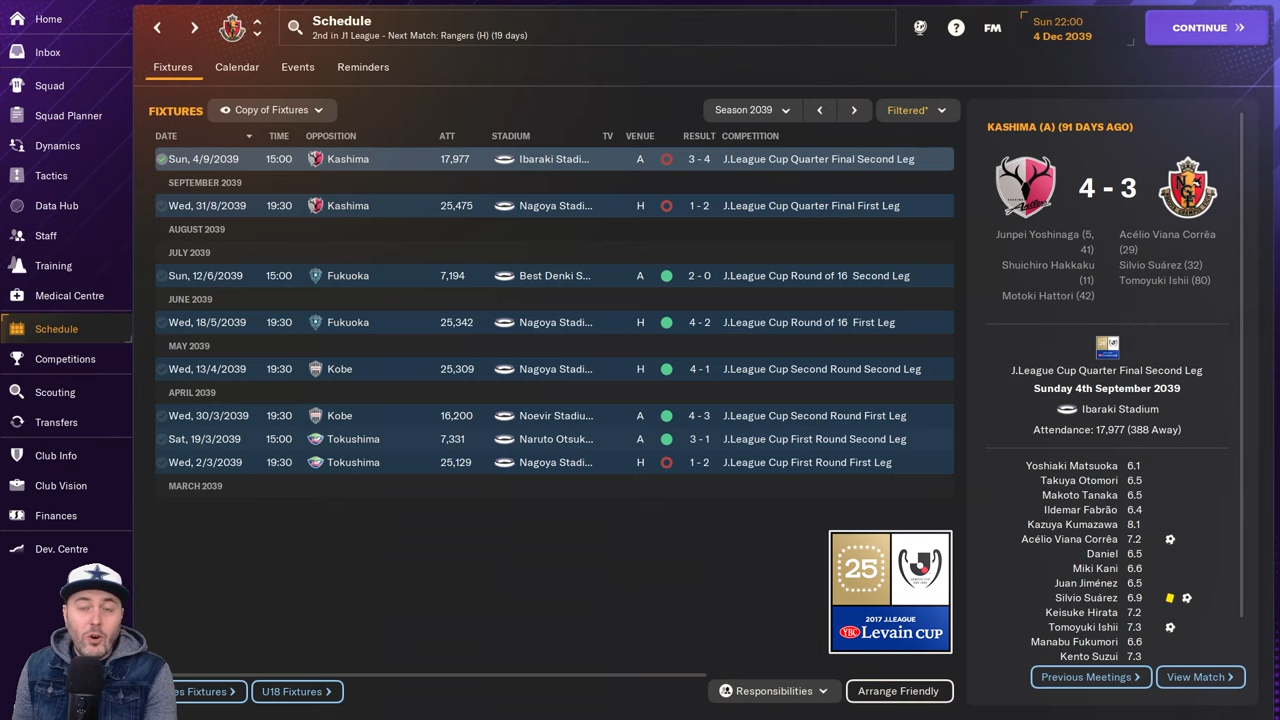 Home
Inbox
Squad
Squad Planner
Dynamics
Tactics
Data Hub
Staff
Training
Medical Centre
Schedule
Competitions
Scouting
Transfers
Club Info
Club Vision
Finances
Dev. Centre
Schedule
2nd in J1 League - Next Match: Rangers (H) (19 days)
?
FM
Sun 22:00
4 Dec 2039
CONTINUE
Fixtures Calendar Events Reminders
FIXTURES Copy of Fixtures Season 2039 Filtered*
DATE TIME OPPOSITION ATT STADIUM TV VENUE RESULT COMPETITION
Sun, 4/9/2039 15:00 Kashima 17,977 Ibaraki Stadi... A 3 - 4 J.League Cup Quarter Final Second Leg
SEPTEMBER 2039
Wed, 31/8/2039 19:30 Kashima 25,475 Nagoya Stadi... H 1 - 2 J.League Cup Quarter Final First Leg
AUGUST 2039
JULY 2039
Sun, 12/6/2039 15:00 Fukuoka 7,194 Best Denki S... A 2 - 0 J.League Cup Round of 16 Second Leg
JUNE 2039
Wed, 18/5/2039 19:30 Fukuoka 25,342 Nagoya Stadi... H 4 - 2 J.League Cup Round of 16 First Leg
MAY 2039
Wed, 13/4/2039 19:30 Kobe 25,309 Nagoya Stadi... H 4 - 1 J.League Cup Second Round Second Leg
APRIL 2039
Wed, 30/3/2039 19:30 Kobe 16,200 Noevir Stadiu... A 4 - 3 J.League Cup Second Round First Leg
Sat, 19/3/2039 15:00 Tokushima 7,331 Naruto Otsuk... A 3 - 1 J.League Cup First Round Second Leg
Wed, 2/3/2039 19:30 Tokushima 25,129 Nagoya Stadi... H 1 - 2 J.League Cup First Round First Leg
MARCH 2039
25
2017 J.LEAGUE
YBC Levain CUP
es Fixtures
U18 Fixtures
Responsibilities
Arrange Friendly
KASHIMA (A) (91 DAYS AGO)
4 - 3
Junpei Yoshinaga (5,
41)
Shuichiro Hakkaku
(11)
Motoki Hattori (42)
Acélio Viana Corrêa
(29)
Silvio Suárez (32)
Tomoyuki Ishii (80)
J.League Cup Quarter Final Second Leg
Sunday 4th September 2039
Ibaraki Stadium
Attendance: 17,977 (388 Away)
Yoshiaki Matsuoka 6.1
Takuya Otomori 6.5
Makoto Tanaka 6.5
Ildemar Fabrão 6.4
Kazuya Kumazawa 8.1
Acélio Viana Corrêa 7.2
Daniel 6.5
Miki Kani 6.6
Juan Jiménez 6.5
Silvio Suárez 6.9
Keisuke Hirata 7.2
Tomoyuki Ishii 7.3
Manabu Fukumori 6.6
Kento Suzui 7.3
Previous Meetings
View Match